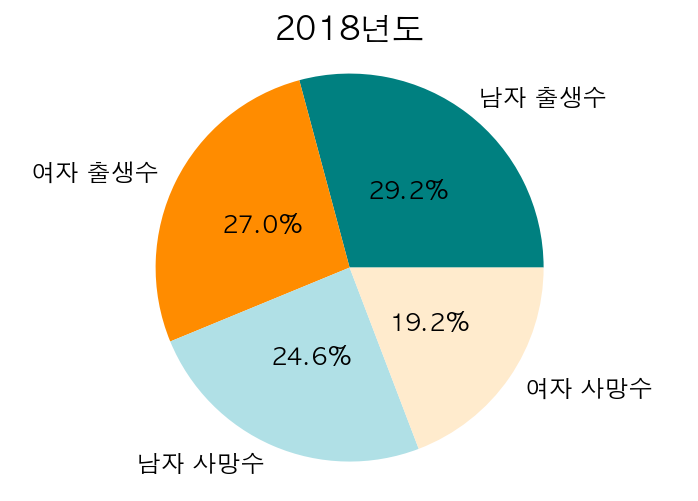 2018년도
남자 출생수
29.2%
여자 출생수
27.0%
19.2%
24.6%
여자 사망수
남자 사망수